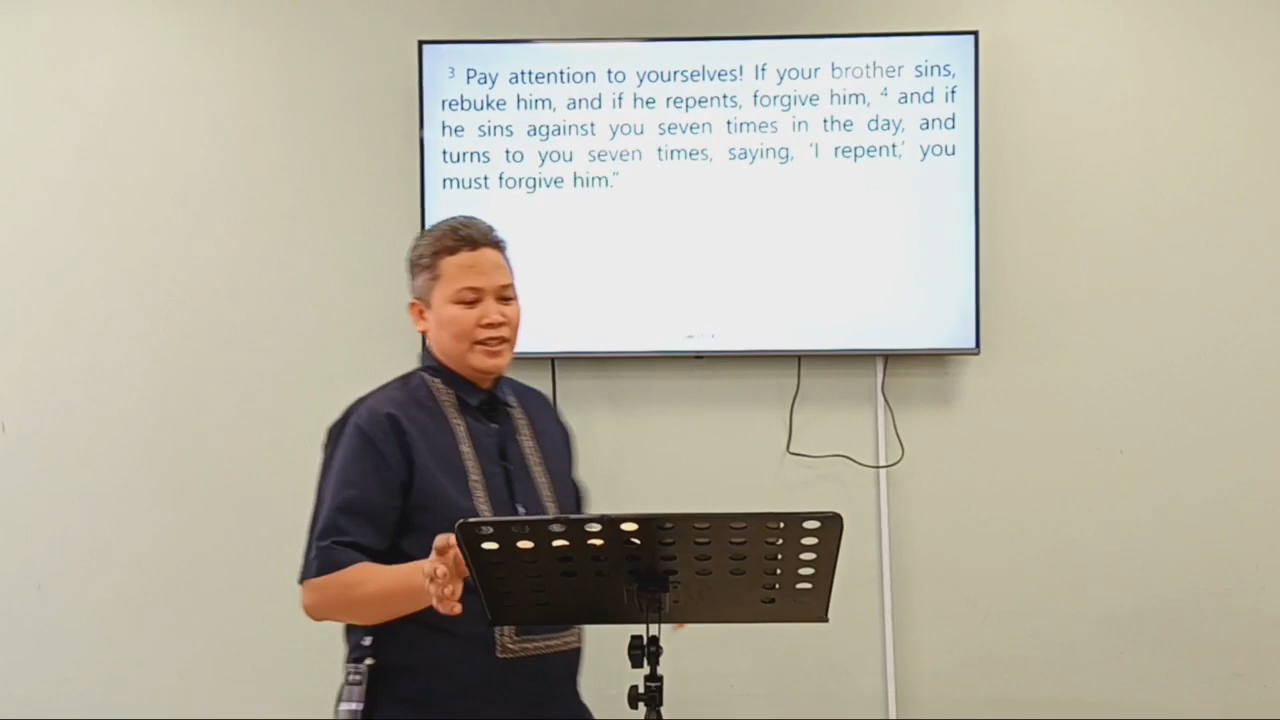 3 Pay attention to yourselves! If your brother sins,
rebuke him, and if he repents, forgive him, 4 and if
he sins against you seven times in the day, and
turns to you seven times, saying, ‘I repent,’ you
must forgive him.”